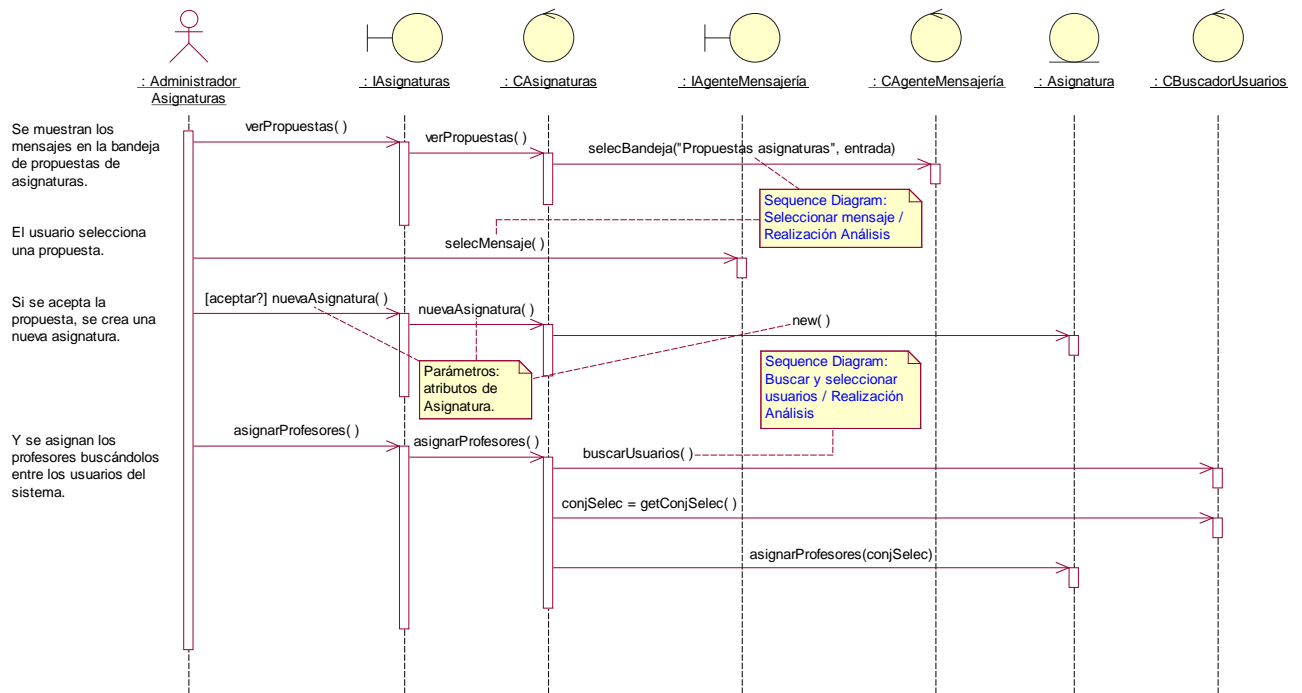 : Administrador
Asignaturas
: IAsignaturas
: CAsignaturas
: IAgenteMensajería
: CAgenteMensajería
: Asignatura
: CBuscadorUsuarios
Se muestran los
mensajes en la bandeja
de propuestas de
asignaturas.
verPropuestas( )
verPropuestas( )
selecBandeja("Propuestas asignaturas", entrada)
Sequence Diagram:
Seleccionar mensaje /
Realización Análisis
El usuario selecciona
una propuesta.
selecMensaje( )
Si se acepta la
propuesta, se crea una
nueva asignatura.
[aceptar?] nuevaAsignatura( )
nuevaAsignatura( )
new( )
Parámetros:
atributos de
Asignatura.
Sequence Diagram:
Buscar y seleccionar
usuarios / Realización
Análisis
Y se asignan los
profesores buscándolos
entre los usuarios del
sistema.
asignarProfesores( )
asignarProfesores( )
buscarUsuarios( )
conjSelec = getConjSelec( )
asignarProfesores(conjSelec)